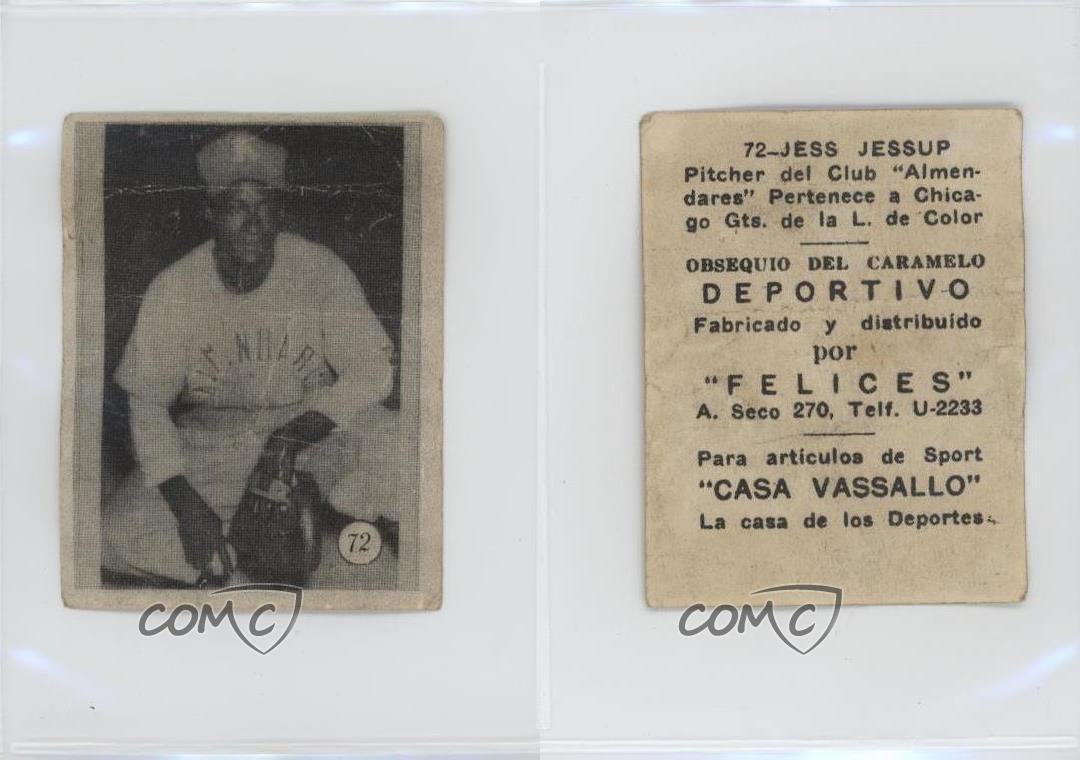 ALMENDARES
72
COMC
72-JESS JESSUP
Pitcher del Club "Almen-
dares" Pertenece a Chica-
go Gts. de la L. de Color
OBSEQUIO DEL CARAMELO
DEPORTIVO
Fabricado y distribuído
por
"FELICES"
A. Seco 270, Telf. U-2233
Para articulos de Sport
"CASA VASSALLO"
La casa de los Deportes.
COMC